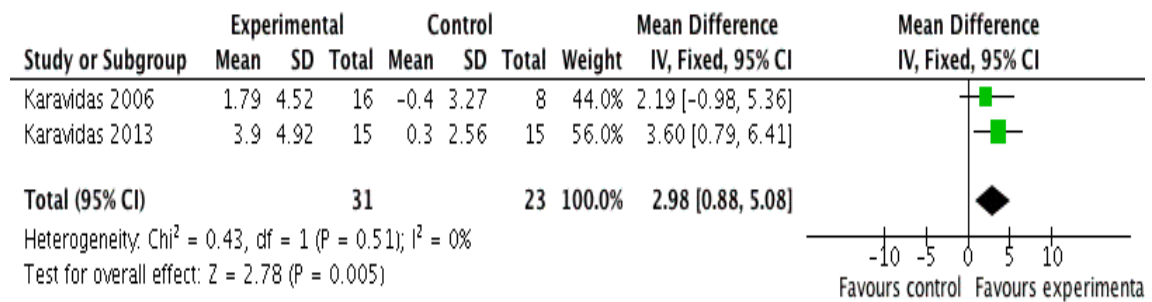 Experimental Control Mean Difference Mean Difference
Study or Subgroup Mean SD Total Mean SD Total Weight IV, Fixed, 95% CI IV, Fixed, 95% CI
Karavidas 2006 1.79 4.52 16 -0.4 3.27 8 44.0% 2.19 [-0.98, 5.36]
Karavidas 2013 3.9 4.92 15 0.3 2.56 15 56.0% 3.60 [0.79, 6.41]
Total (95% CI) 31 23 100.0% 2.98 [0.88, 5.08]
Heterogeneity: Chi² = 0.43, df = 1 (P = 0.51); I² = 0%
Test for overall effect: Z = 2.78 (P = 0.005)
-10 -5 0 5 10
Favours control Favours experimenta